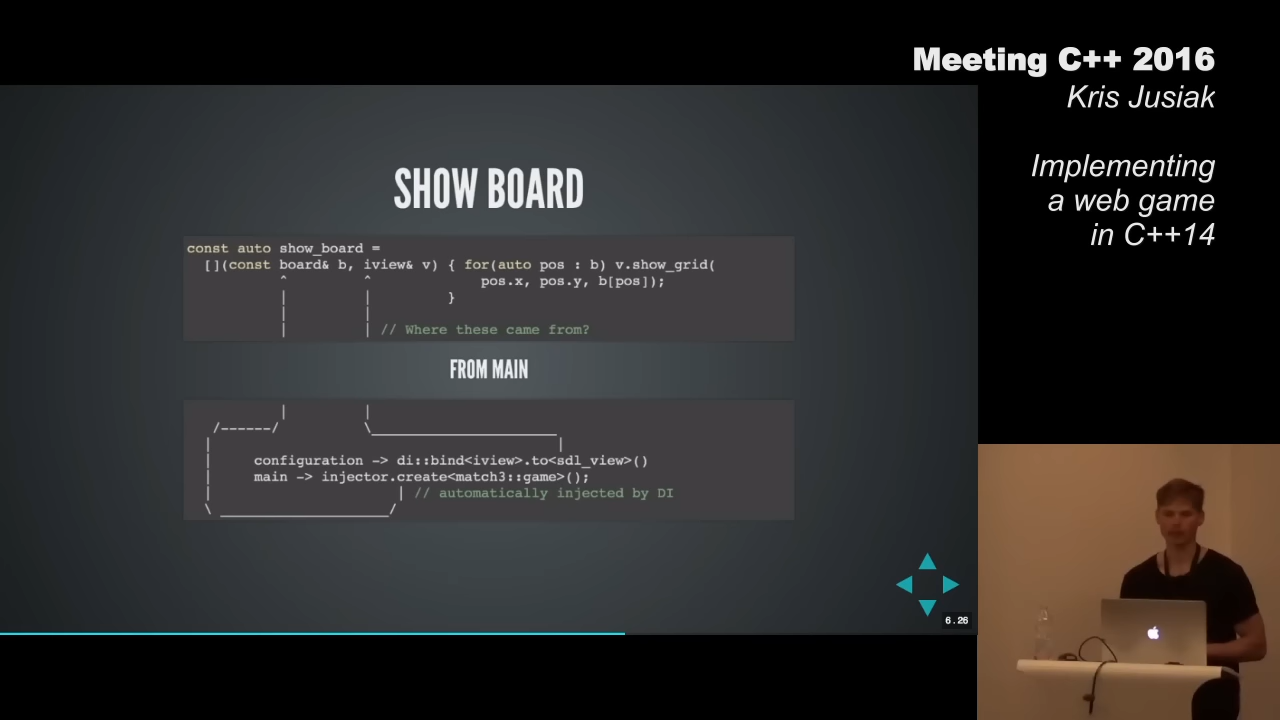 Meeting C++ 2016
Kris Jusiak
Implementing
a web game
in C++14
SHOW BOARD
const auto show_board =
[](const board& b, iview& v) { for(auto pos : b) v.show_grid(
^ ^ pos.x, pos.y, b[pos]);
| | }
| |
| | // Where these came from?
FROM MAIN
| |
/------/ \______________________
| |
| configuration -> di::bind<iview>.to<sdl_view>()
| main -> injector.create<match3::game>();
| | // automatically injected by DI
\ ____________________/
6.26